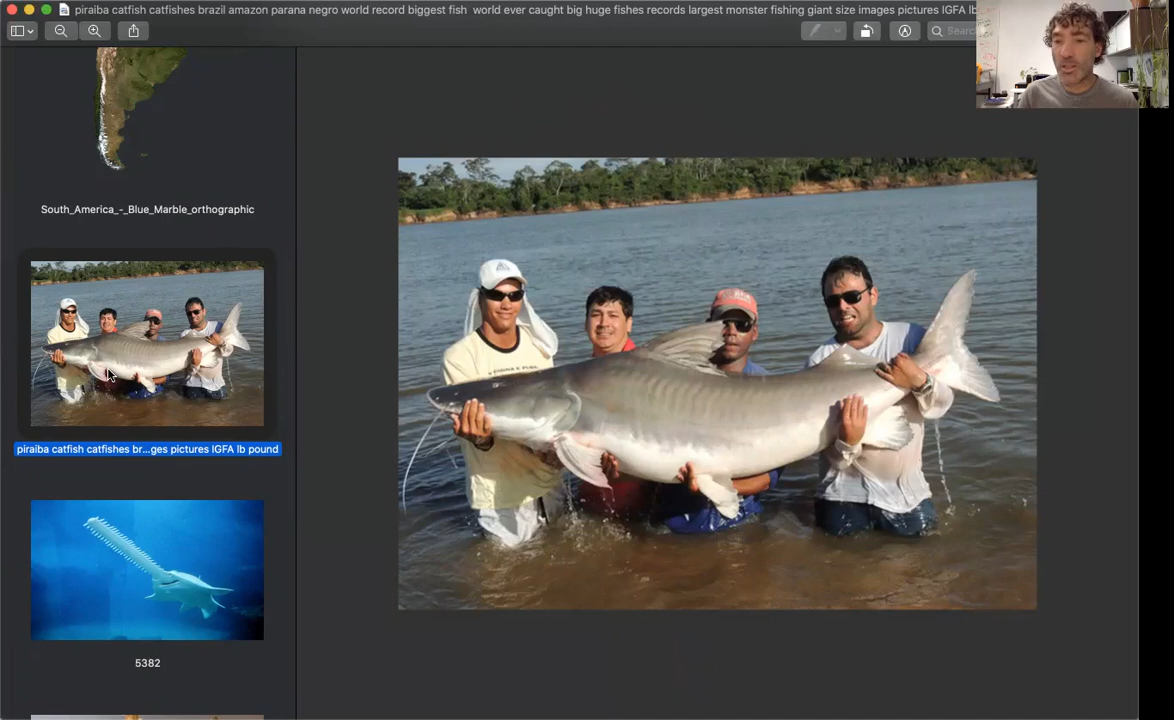 piraiba catfish catfishes brazil amazon parana negro world record biggest fish  world ever caught big huge fishes records largest monster fishing giant size images pictures IGFA lb
Search
South_America_-_Blue_Marble_orthographic
piraiba catfish catfishes br...ges pictures IGFA lb pound
5382